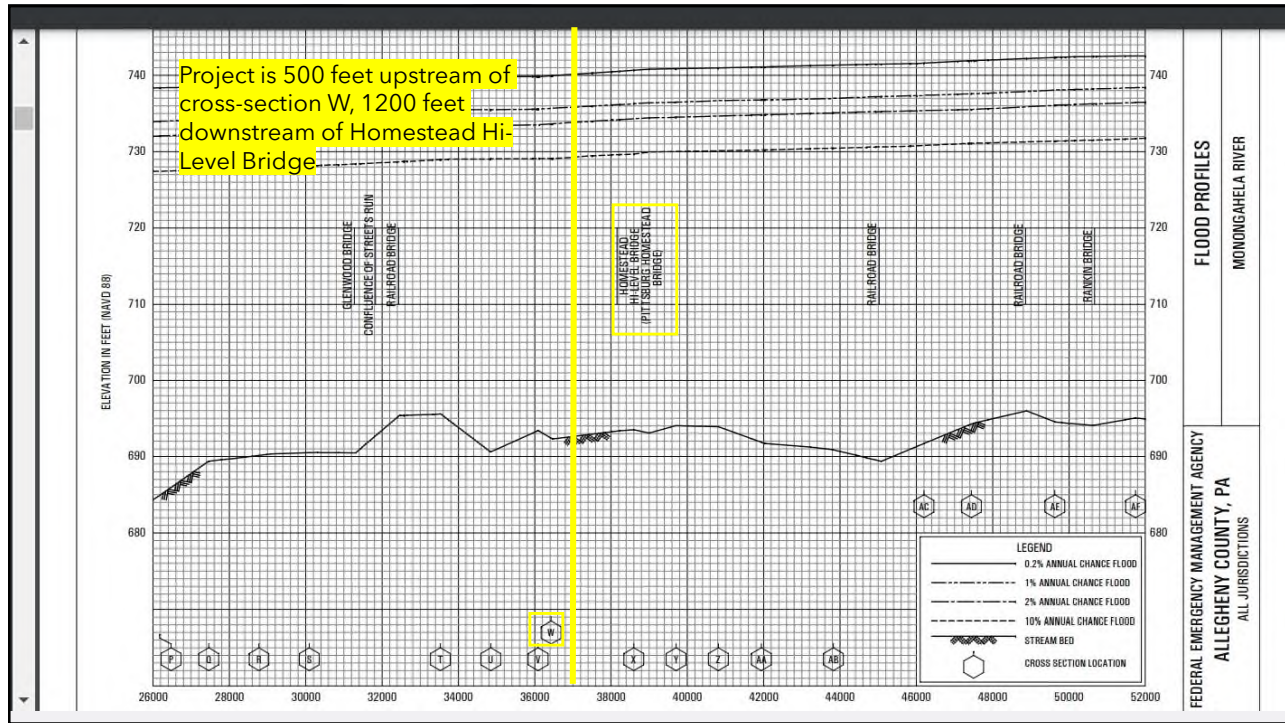 Project is 500 feet upstream of
cross-section W, 1200 feet
downstream of Homestead Hi-
Level Bridge
740
730
720
710
700
690
680
ELEVATION IN FEET (NAVD 88)
740
730
720
710
700
690
680
GLENWOOD BRIDGE
CONFLUENCE OF STREETS RUN
RAILROAD BRIDGE
HOMESTEAD
HI-LEVEL BRIDGE
(PITTSBURG HOMESTEAD
BRIDGE)
RAILROAD BRIDGE
RAILROAD BRIDGE
RANKIN BRIDGE
AC
AD
AE
AF
LEGEND
0.2% ANNUAL CHANCE FLOOD
1% ANNUAL CHANCE FLOOD
2% ANNUAL CHANCE FLOOD
10% ANNUAL CHANCE FLOOD
STREAM BED
CROSS SECTION LOCATION
W
P
Q
R
S
T
U
V
X
Y
Z
AA
AB
26000
28000
30000
32000
34000
36000
38000
40000
42000
44000
46000
48000
50000
52000
FLOOD PROFILES
MONONGAHELA RIVER
FEDERAL EMERGENCY MANAGEMENT AGENCY
ALLEGHENY COUNTY, PA
ALL JURISDICTIONS